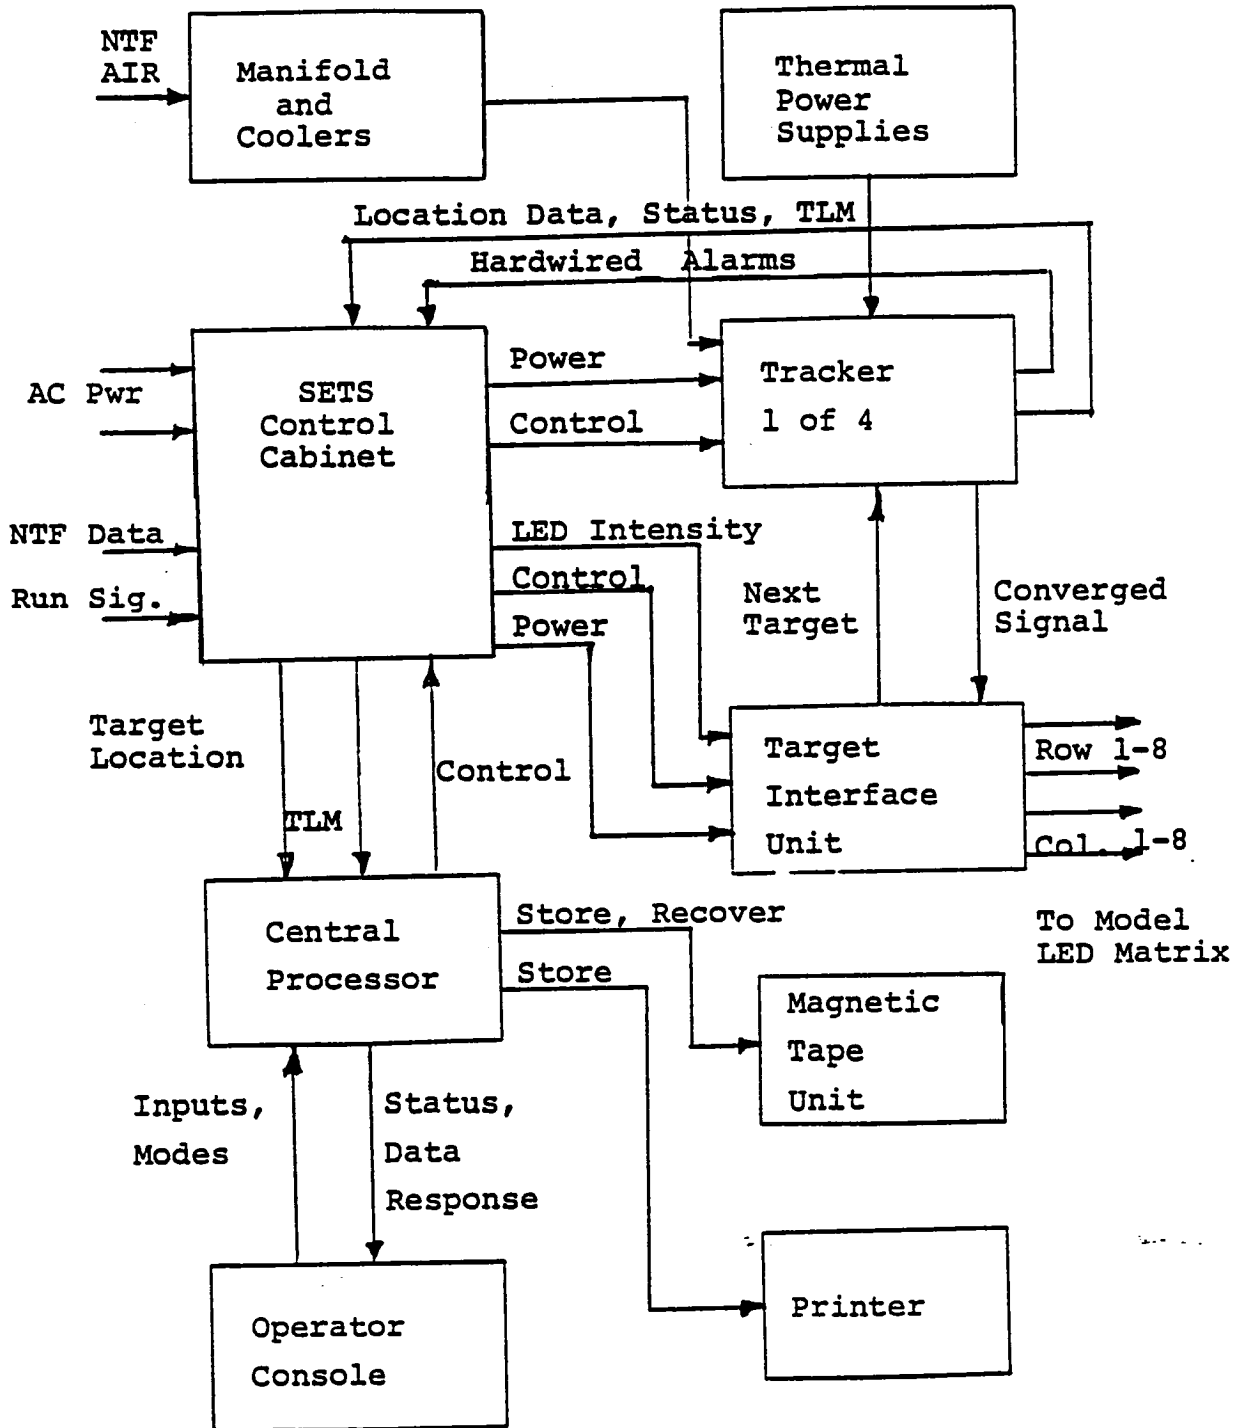 NTF
AIR
Manifold
and
Coolers
Thermal
Power
Supplies
Location Data, Status, TLM
Hardwired Alarms
AC Pwr
SETS
Control
Cabinet
Power
Control
Tracker
1 of 4
NTF Data
Run Sig.
LED Intensity
Control
Power
Next
Target
Converged
Signal
Target
Location
TLM
Control
Target
Interface
Unit
Row 1-8
Col. 1-8
To Model
LED Matrix
Central
Processor
Store, Recover
Store
Magnetic
Tape
Unit
Inputs,
Modes
Status,
Data
Response
Operator
Console
Printer